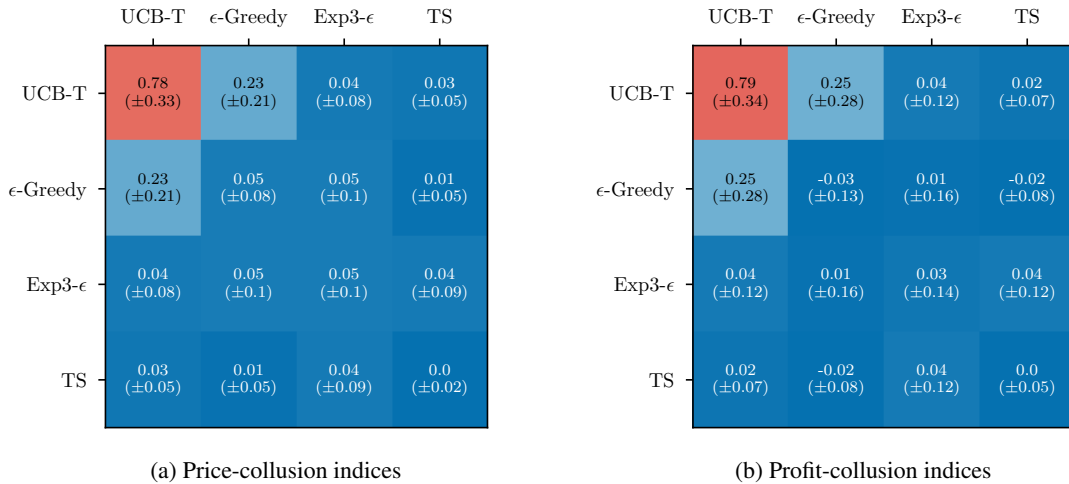 UCB-T ϵ-Greedy Exp3-ϵ TS
UCB-T 0.78 0.23 0.04 0.03
(±0.33) (±0.21) (±0.08) (±0.05)
ϵ-Greedy 0.23 0.05 0.05 0.01
(±0.21) (±0.08) (±0.1) (±0.05)
Exp3-ϵ 0.04 0.05 0.05 0.04
(±0.08) (±0.1) (±0.1) (±0.09)
TS 0.03 0.01 0.04 0.0
(±0.05) (±0.05) (±0.09) (±0.02)
(a) Price-collusion indices
UCB-T ϵ-Greedy Exp3-ϵ TS
UCB-T 0.79 0.25 0.04 0.02
(±0.34) (±0.28) (±0.12) (±0.07)
ϵ-Greedy 0.25 -0.03 0.01 -0.02
(±0.28) (±0.13) (±0.16) (±0.08)
Exp3-ϵ 0.04 0.01 0.03 0.04
(±0.12) (±0.16) (±0.14) (±0.12)
TS 0.02 -0.02 0.04 0.0
(±0.07) (±0.08) (±0.12) (±0.05)
(b) Profit-collusion indices